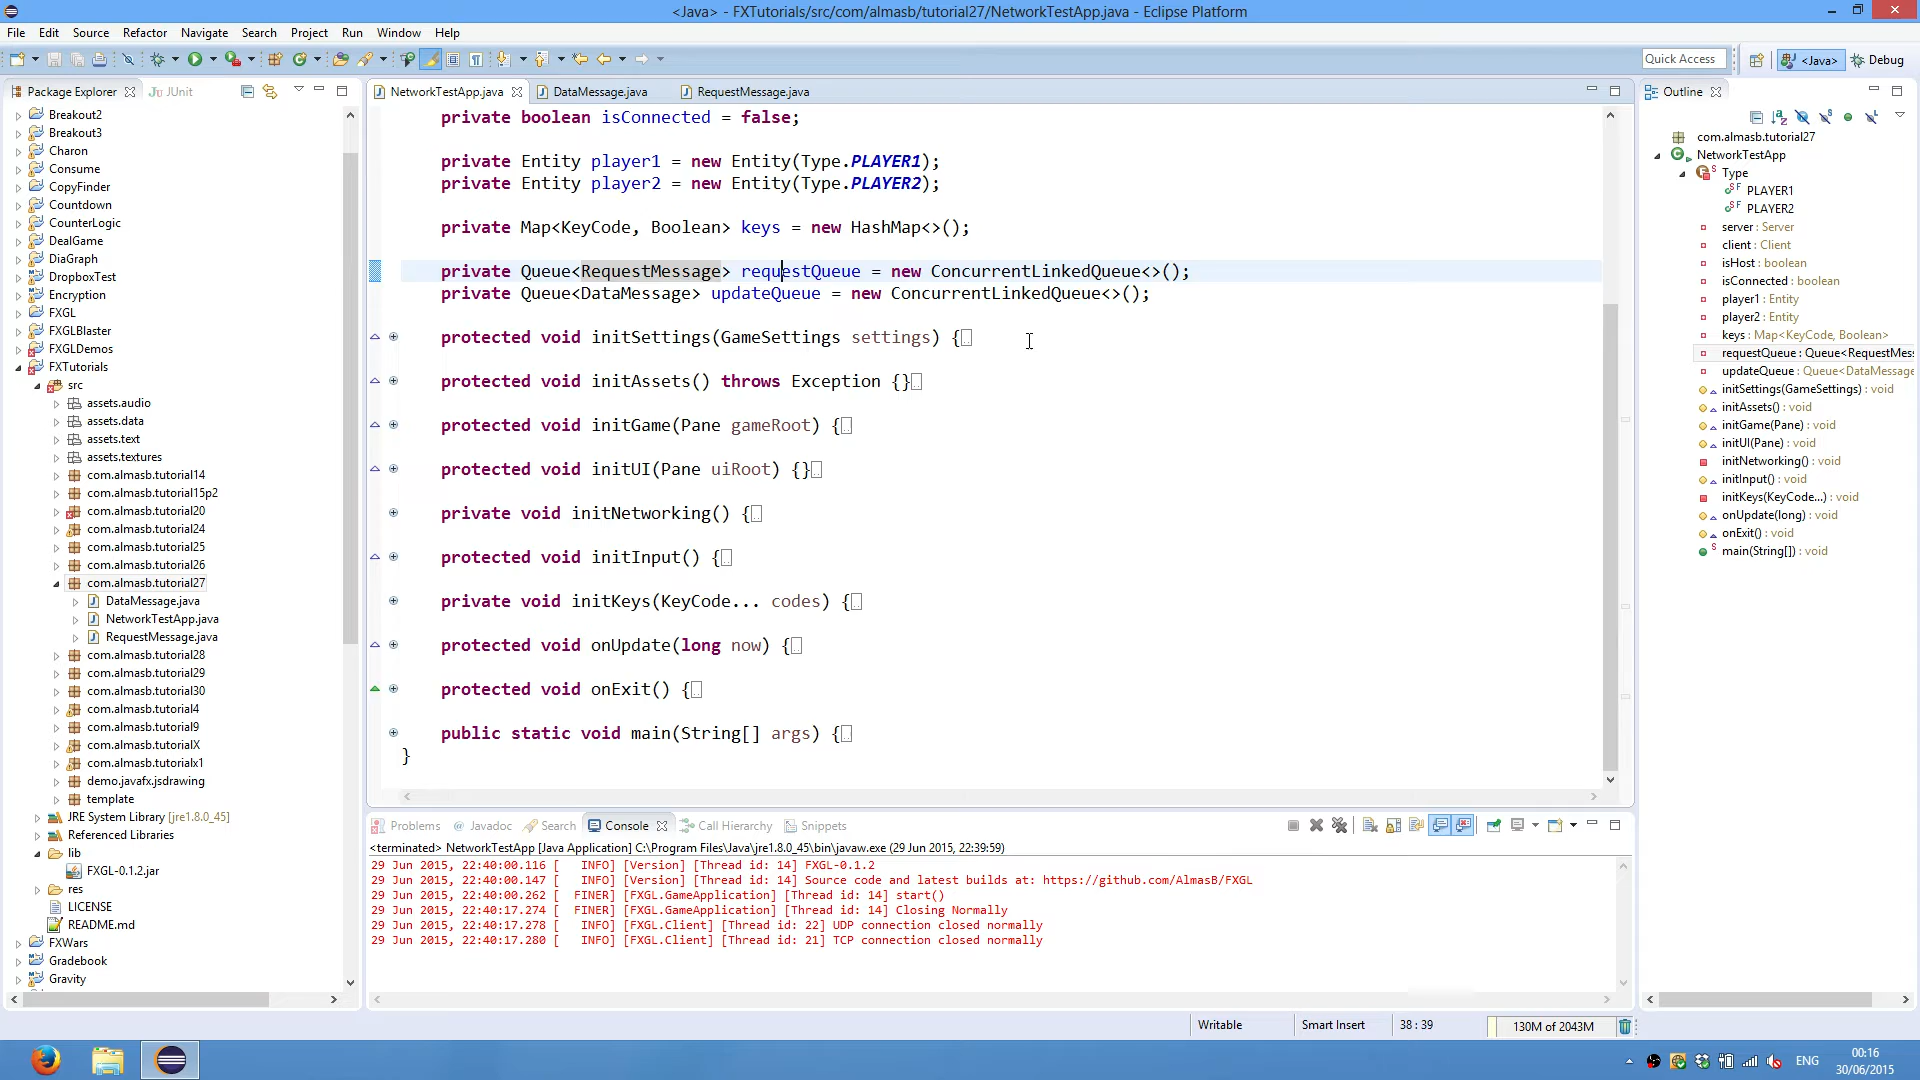 <Java> - FXTutorials/src/com/almasb/tutorial27/NetworkTestApp.java - Eclipse Platform
File Edit Source Refactor Navigate Search Project Run Window Help
Quick Access <Java> Debug
Package Explorer JUnit
Breakout2
Breakout3
Charon
Consume
CopyFinder
Countdown
CounterLogic
DealGame
DiaGraph
DropboxTest
Encryption
FXGL
FXGLBlaster
FXGLDemos
FXTutorials
src
assets.audio
assets.data
assets.text
assets.textures
com.almasb.tutorial14
com.almasb.tutorial15p2
com.almasb.tutorial20
com.almasb.tutorial24
com.almasb.tutorial25
com.almasb.tutorial26
com.almasb.tutorial27
DataMessage.java
NetworkTestApp.java
RequestMessage.java
com.almasb.tutorial28
com.almasb.tutorial29
com.almasb.tutorial30
com.almasb.tutorial4
com.almasb.tutorial9
com.almasb.tutorialX
com.almasb.tutorialx1
demo.javafx.jsdrawing
template
JRE System Library [jre1.8.0_45]
Referenced Libraries
lib
FXGL-0.1.2.jar
res
LICENSE
README.md
FXWars
Gradebook
Gravity
NetworkTestApp.java DataMessage.java RequestMessage.java
private boolean isConnected = false;
private Entity player1 = new Entity(Type.PLAYER1);
private Entity player2 = new Entity(Type.PLAYER2);
private Map<KeyCode, Boolean> keys = new HashMap<>();
private Queue<RequestMessage> requestQueue = new ConcurrentLinkedQueue<>();
private Queue<DataMessage> updateQueue = new ConcurrentLinkedQueue<>();
protected void initSettings(GameSettings settings) {
protected void initAssets() throws Exception {}
protected void initGame(Pane gameRoot) {
protected void initUI(Pane uiRoot) {}
private void initNetworking() {
protected void initInput() {
private void initKeys(KeyCode... codes) {
protected void onUpdate(long now) {
protected void onExit() {
public static void main(String[] args) {
}
Outline
com.almasb.tutorial27
NetworkTestApp
Type
PLAYER1
PLAYER2
server : Server
client : Client
isHost : boolean
isConnected : boolean
player1 : Entity
player2 : Entity
keys : Map<KeyCode, Boolean>
requestQueue : Queue<RequestMess
updateQueue : Queue<DataMessage
initSettings(GameSettings) : void
initAssets() : void
initGame(Pane) : void
initUI(Pane) : void
initNetworking() : void
initInput() : void
initKeys(KeyCode...) : void
onUpdate(long) : void
onExit() : void
main(String[]) : void
Problems Javadoc Search Console Call Hierarchy Snippets
<terminated> NetworkTestApp [Java Application] C:\Program Files\Java\jre1.8.0_45\bin\javaw.exe (29 Jun 2015, 22:39:59)
29 Jun 2015, 22:40:00.116 [ INFO] [Version] [Thread id: 14] FXGL-0.1.2
29 Jun 2015, 22:40:00.147 [ INFO] [Version] [Thread id: 14] Source code and latest builds at: https://github.com/AlmasB/FXGL
29 Jun 2015, 22:40:00.262 [ FINER] [FXGL.GameApplication] [Thread id: 14] start()
29 Jun 2015, 22:40:17.274 [ FINER] [FXGL.GameApplication] [Thread id: 14] Closing Normally
29 Jun 2015, 22:40:17.278 [ INFO] [FXGL.Client] [Thread id: 22] UDP connection closed normally
29 Jun 2015, 22:40:17.280 [ INFO] [FXGL.Client] [Thread id: 21] TCP connection closed normally
Writable Smart Insert 38 : 39 130M of 2043M
ENG
00:16
30/06/2015